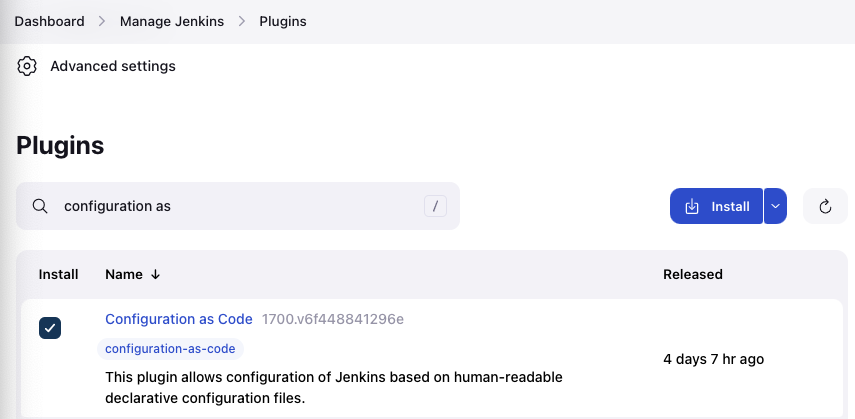 Dashboard > Manage Jenkins > Plugins
Advanced settings
Plugins
configuration as /
Install
Install Name ↓ Released
Configuration as Code 1700.v6f448841296e
configuration-as-code
4 days 7 hr ago
This plugin allows configuration of Jenkins based on human-readable
declarative configuration files.